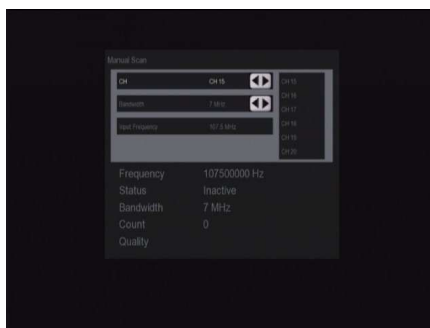 Manual Scan
CH CH 15
Bandwidth 7 MHz
Input Frequency 107.5 MHz
CH 15
CH 16
CH 17
CH 18
CH 19
CH 20
Frequency 107500000 Hz
Status Inactive
Bandwidth 7 MHz
Count 0
Quality